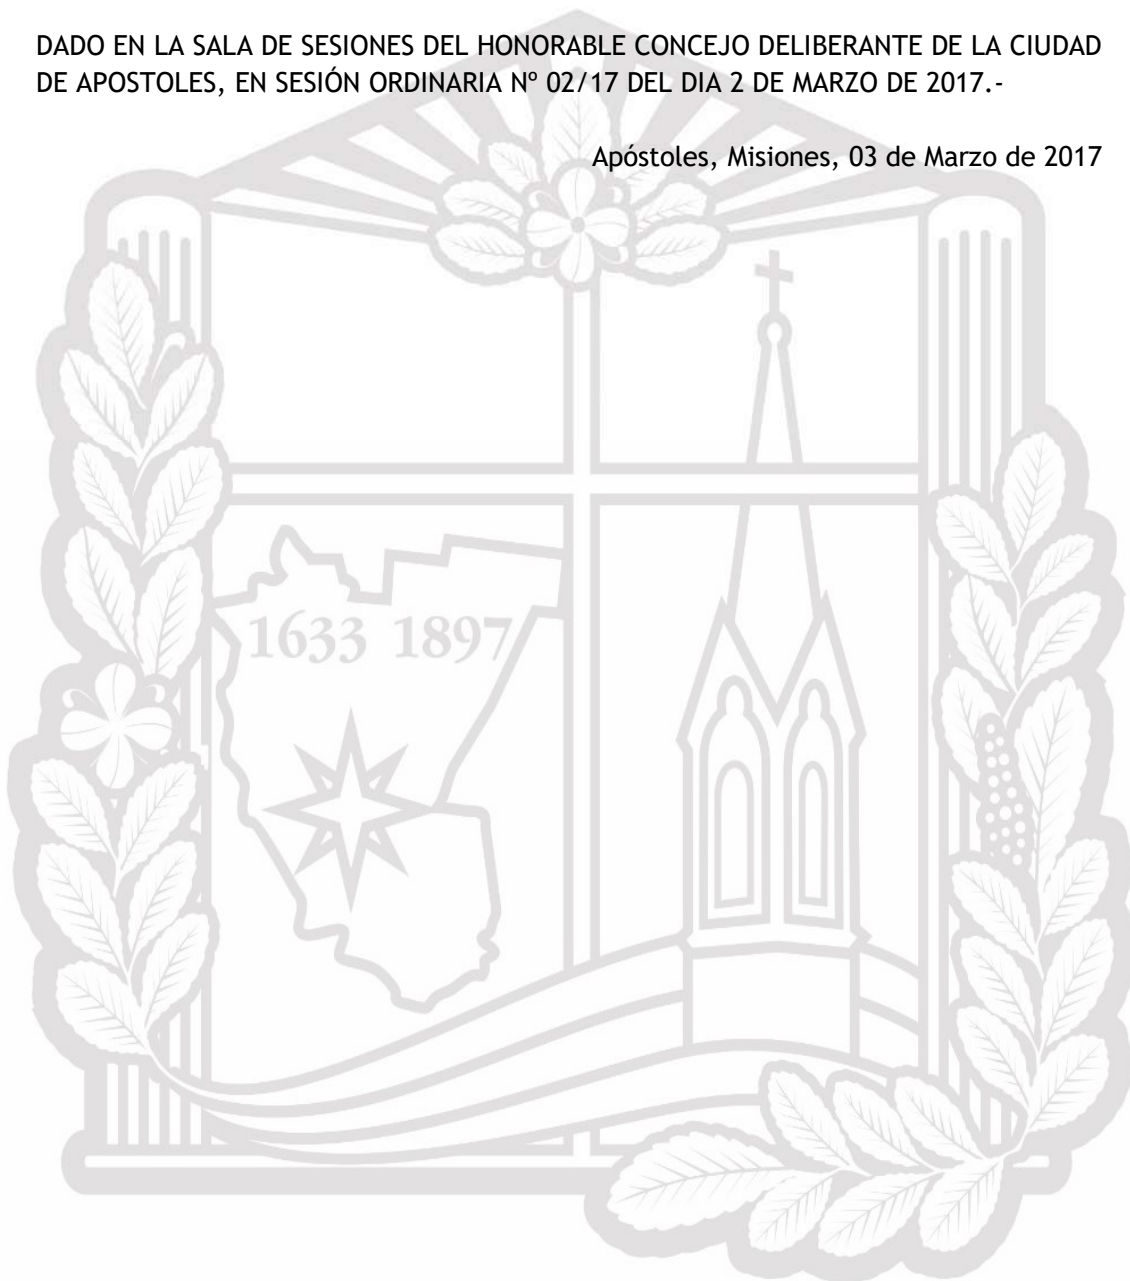 DADO EN LA SALA DE SESIONES DEL HONORABLE CONCEJO DELIBERANTE DE LA CIUDAD
DE APOSTOLES, EN SESIÓN ORDINARIA Nº 02/17 DEL DIA 2 DE MARZO DE 2017.-
Apóstoles, Misiones, 03 de Marzo de 2017
1633 1897